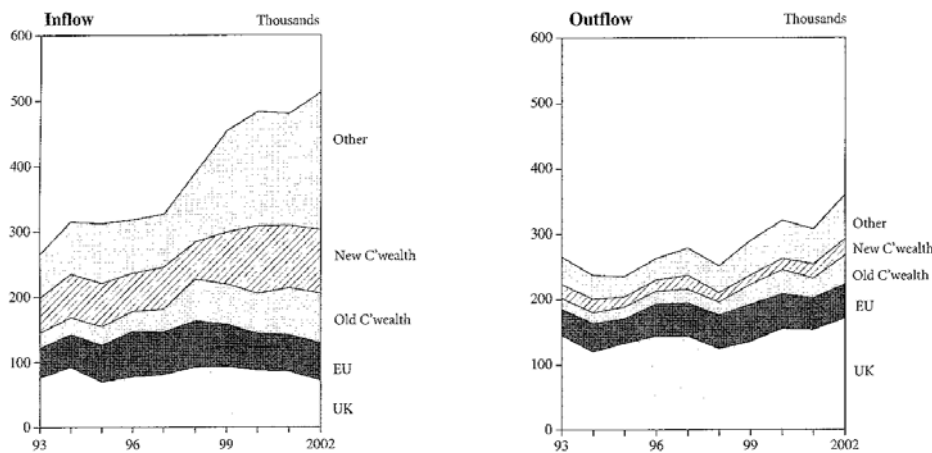 Inflow Thousands
600
500
400
300
200
100
0
93 96 99 2002
Other
New C'wealth
Old C'wealth
EU
UK
Outflow Thousands
600
500
400
300
200
100
0
93 96 99 2002
Other
New C'wealth
Old C'wealth
EU
UK